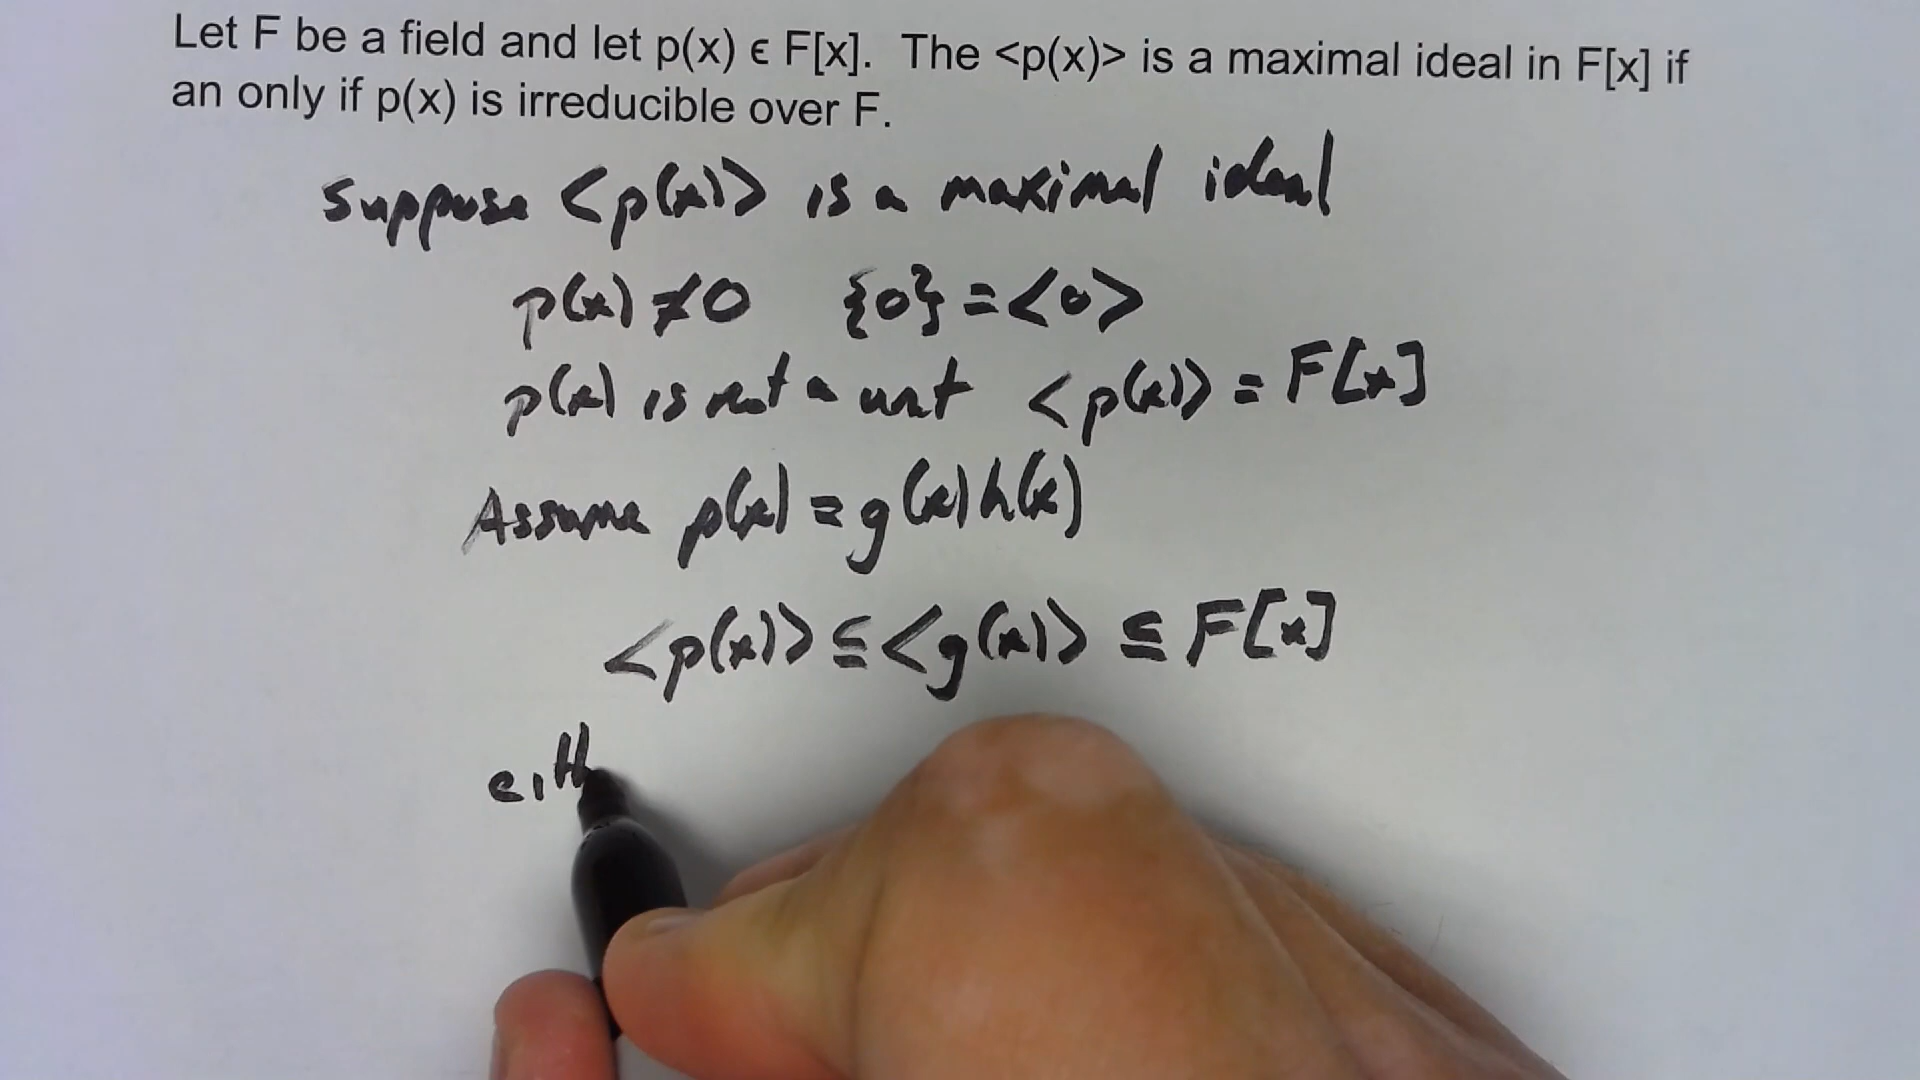 Let F be a field and let p(x) ϵ F[x]. The <p(x)> is a maximal ideal in F[x] if
an only if p(x) is irreducible over F.
Suppose <p(x)> is a maximal ideal
p(x) ≠ 0 {0} = <0>
p(x) is not a unit <p(x)> = F[x]
Assume p(x) = g(x)h(x)
<p(x)> ⊆ <g(x)> ⊆ F[x]
eith